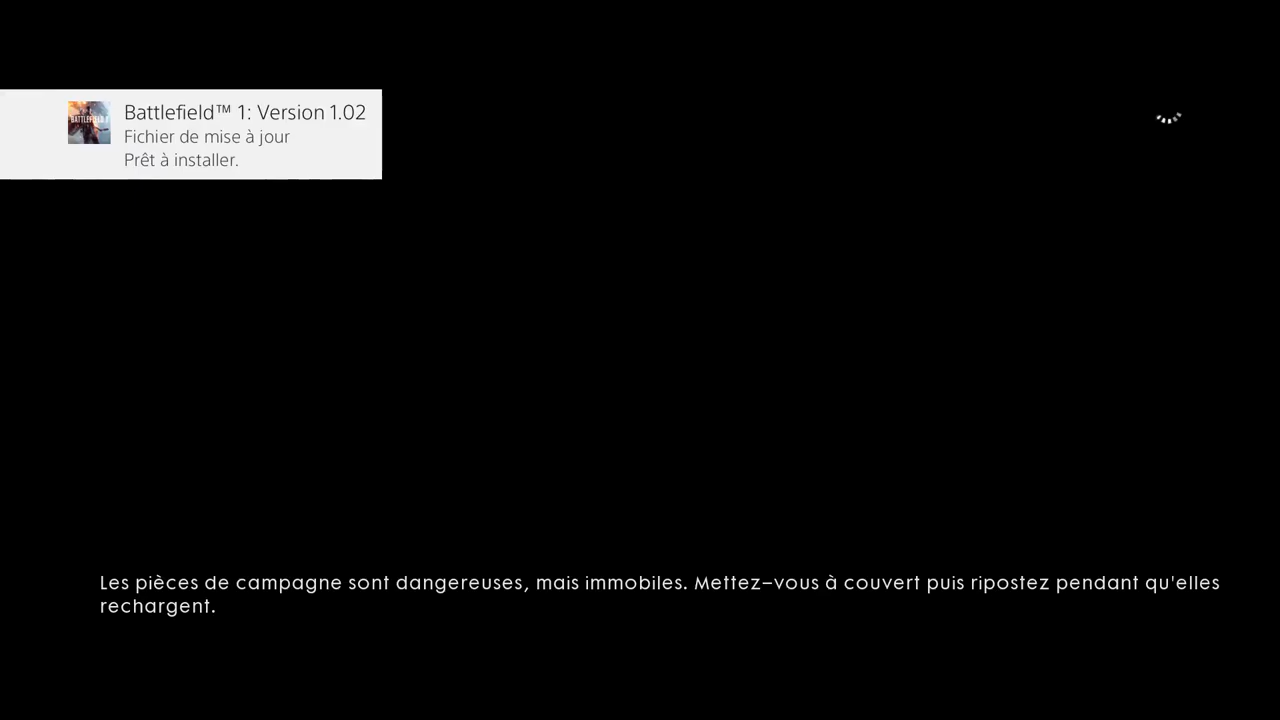 Battlefield™ 1: Version 1.02
Fichier de mise à jour
Prêt à installer.
Les pièces de campagne sont dangereuses, mais immobiles. Mettez-vous à couvert puis ripostez pendant qu'elles
rechargent.